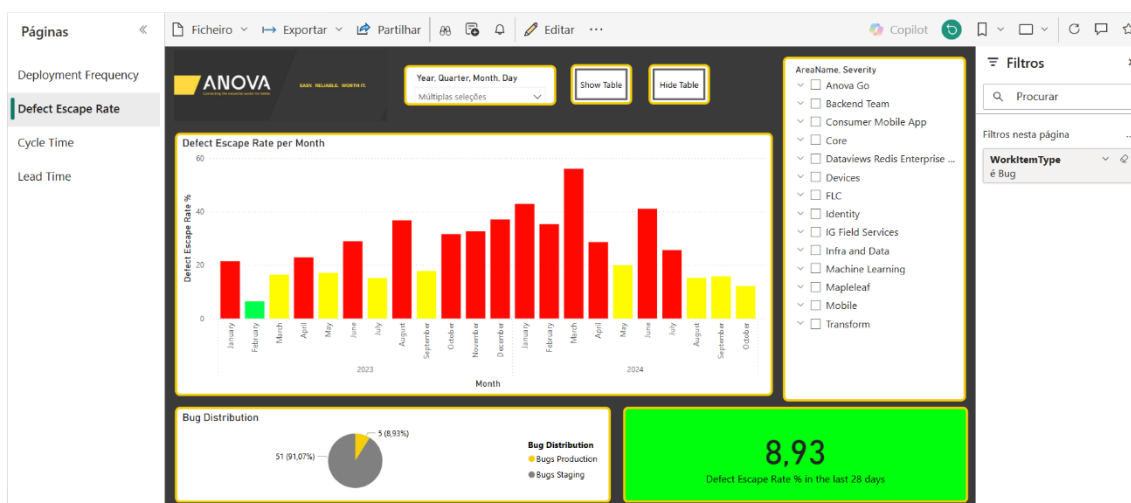 Páginas
Deployment Frequency
Defect Escape Rate
Cycle Time
Lead Time
Ficheiro
Exportar
Partilhar
Editar
Copilot
ANOVA
EASY. RELIABLE. WORTH IT.
Year, Quarter, Month, Day
Múltiplas seleções
Show Table
Hide Table
Defect Escape Rate per Month
Defect Escape Rate %
60
40
20
0
January
February
March
April
May
June
July
August
September
October
November
December
January
February
March
April
May
June
July
August
September
October
2023
2024
Month
AreaName, Severity
Anova Go
Backend Team
Consumer Mobile App
Core
Dataviews Redis Enterprise ...
Devices
FLC
Identity
IG Field Services
Infra and Data
Machine Learning
Mapleleaf
Mobile
Transform
Bug Distribution
5 (8,93%)
51 (91,07%)
Bug Distribution
Bugs Production
Bugs Staging
8,93
Defect Escape Rate % in the last 28 days
Filtros
Procurar
Filtros nesta página
WorkItemType
é Bug